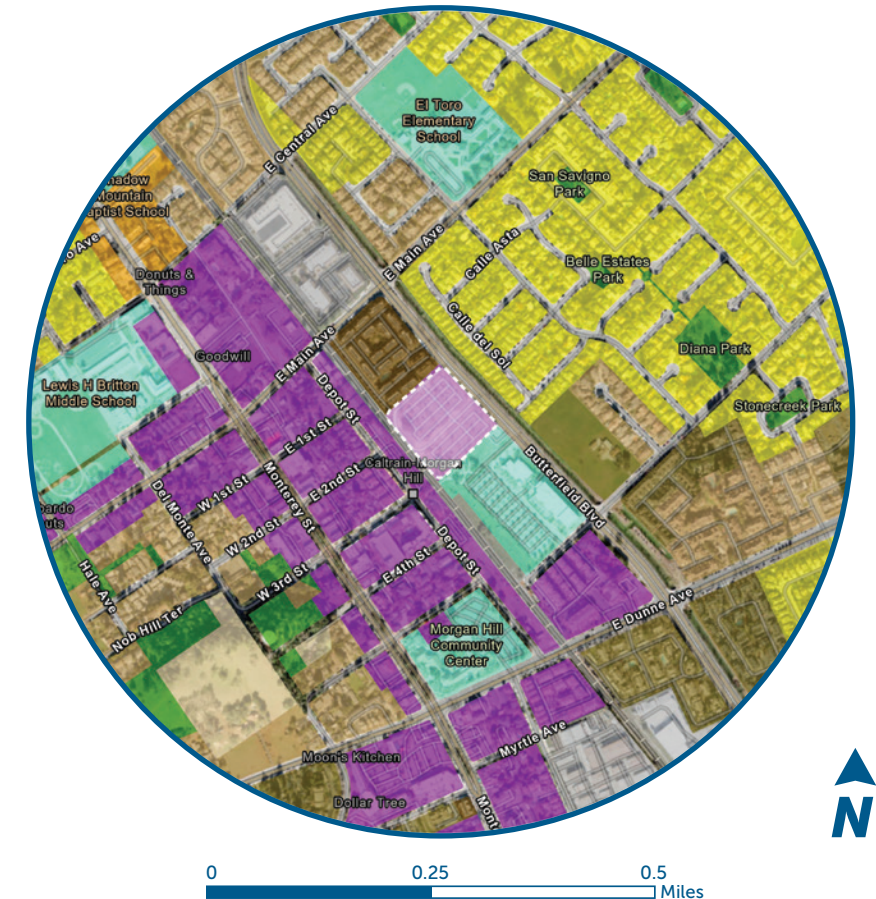 El Toro
Elementary
School
E Central Ave
San Savigno
Park
Mountain
School
E Main Ave
Calle Asta
Ave
Belle Estates
Park
Donuts &
Things
Calle del Sol
Diana Park
Goodwill
E Main Ave
Lewis H Britton
Middle School
Depot St
Stonecreek Park
E 1st St
Caltrain-Morgan
Hill
Butterfield Blvd
W 1st St
E 2nd St
Monterey St
Del Monte Ave
W 2nd St
Depot St
E 4th St
Hale Ave
W 3rd St
E Dunne Ave
Nob Hill Ter
Morgan Hill
Community
Center
Myrtle Ave
Moon's Kitchen
Dollar Tree
Mont
N
0 0.25 0.5
Miles